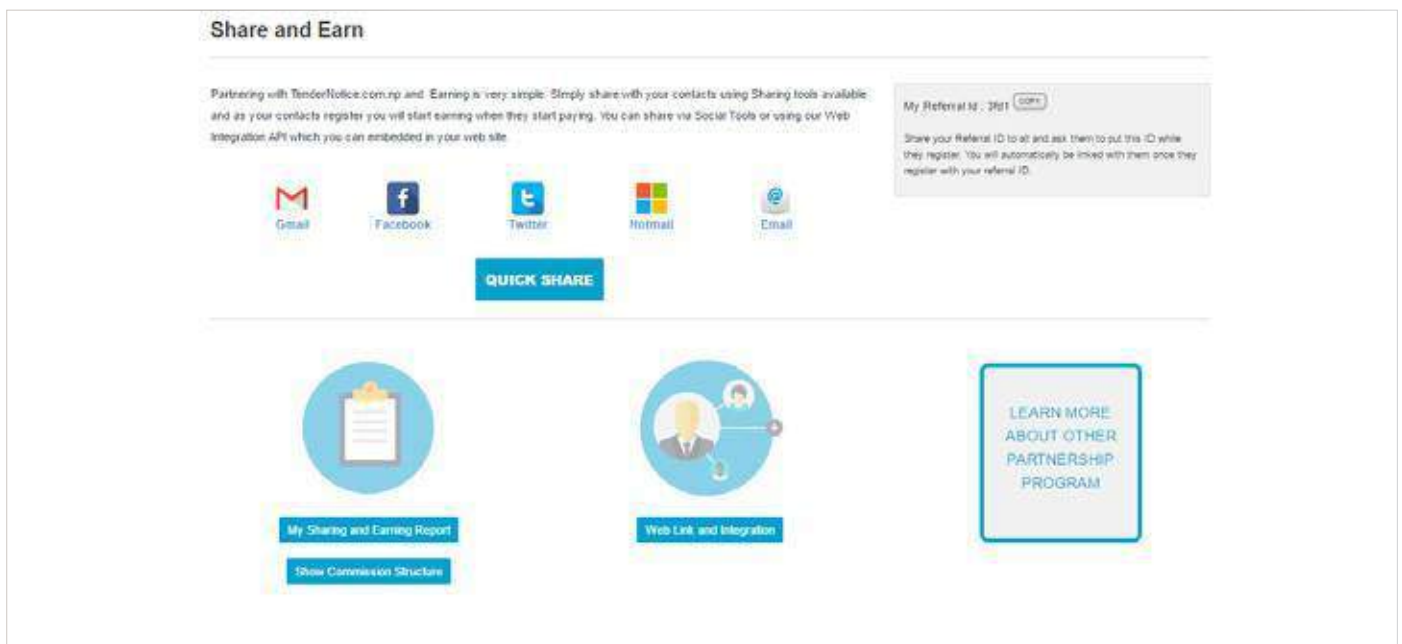 Share and Earn
Partnering with TenderNotice.com.np and Earning is very simple. Simply share with your contacts using Sharing tools available
and as your contacts register you will start earning when they start paying. You can share via Social Tools or using our Web
Integration API which you can embedded in your web site
My Referral Id : 3fd1 COPY
Share your Referral ID to all and ask them to put this ID while
they register. You will automatically be linked with them once they
register with your referral ID.
Gmail Facebook Twitter Hotmail Email
QUICK SHARE
LEARN MORE
ABOUT OTHER
PARTNERSHIP
PROGRAM
My Sharing and Earning Report
Web Link and Integration
Show Commission Structure